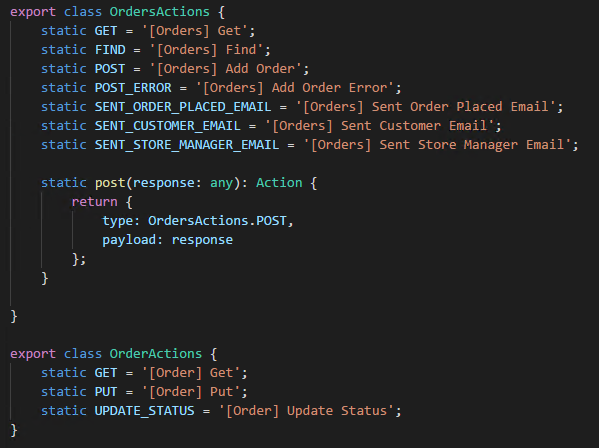 export class OrdersActions {
    static GET = '[Orders] Get';
    static FIND = '[Orders] Find';
    static POST = '[Orders] Add Order';
    static POST_ERROR = '[Orders] Add Order Error';
    static SENT_ORDER_PLACED_EMAIL = '[Orders] Sent Order Placed Email';
    static SENT_CUSTOMER_EMAIL = '[Orders] Sent Customer Email';
    static SENT_STORE_MANAGER_EMAIL = '[Orders] Sent Store Manager Email';

    static post(response: any): Action {
        return {
            type: OrdersActions.POST,
            payload: response
        };
    }

}

export class OrderActions {
    static GET = '[Order] Get';
    static PUT = '[Order] Put';
    static UPDATE_STATUS = '[Order] Update Status';
}